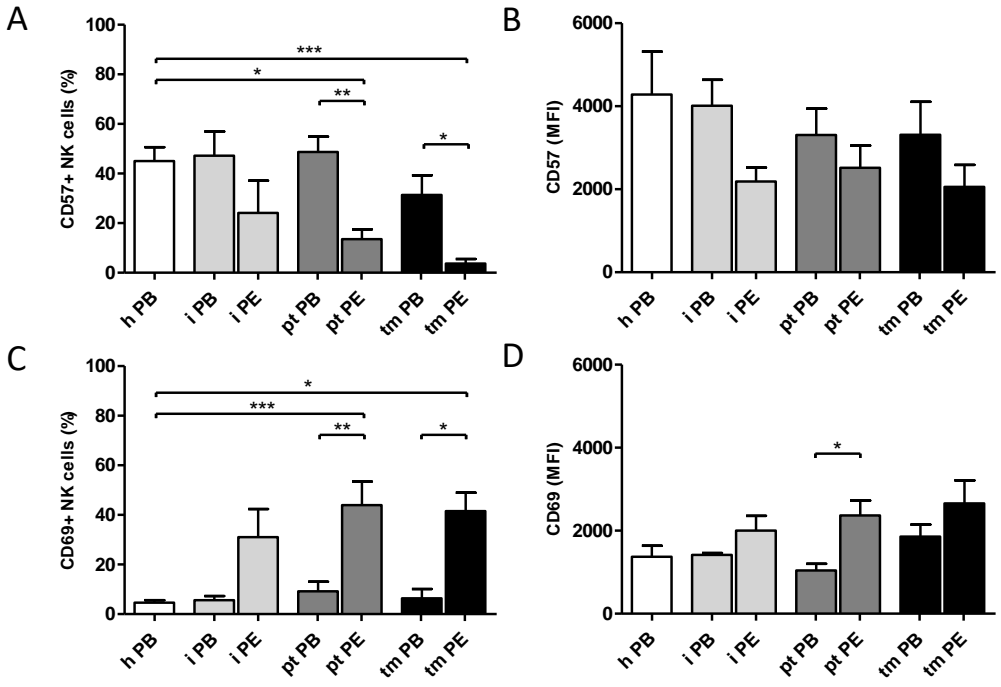 A
CD57+ NK cells (%)
100
80
60
40
20
0
***
*
**
*
h PB
i PB
i PE
pt PB
pt PE
tm PB
tm PE
B
CD57 (MFI)
6000
4000
2000
0
h PB
i PB
i PE
pt PB
pt PE
tm PB
tm PE
C
CD69+ NK cells (%)
100
80
60
40
20
0
*
***
**
*
h PB
i PB
i PE
pt PB
pt PE
tm PB
tm PE
D
CD69 (MFI)
6000
4000
2000
0
*
h PB
i PB
i PE
pt PB
pt PE
tm PB
tm PE